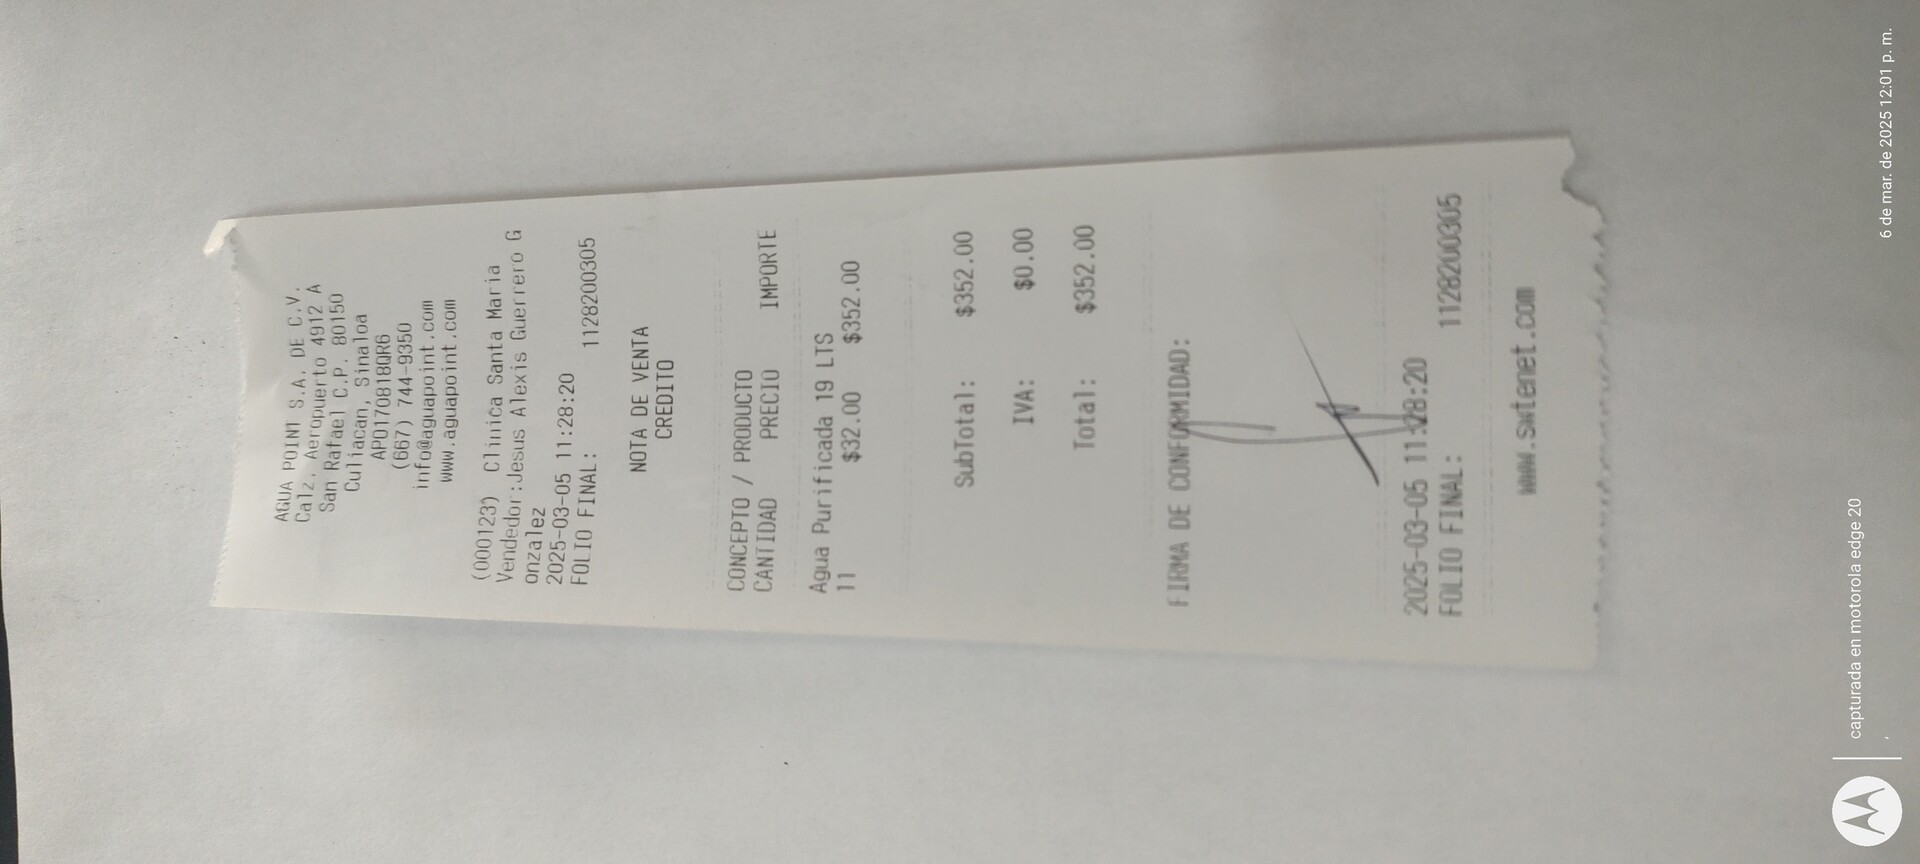 AGUA POINT S.A. DE C.V.
Calz. Aeropuerto 4912 A
San Rafael C.P. 80150
Culiacan, Sinaloa
APO170818QR6
(667) 744-9350
info@aguapoint.com
www.aguapoint.com
(000123) Clinica Santa Maria
Vendedor:Jesus Alexis Guerrero G
onzalez
2025-03-05 11:28:20
FOLIO FINAL: 1128200305
NOTA DE VENTA
CREDITO
CONCEPTO / PRODUCTO
CANTIDAD PRECIO IMPORTE
Agua Purificada 19 LTS
11 $32.00 $352.00
SubTotal: $352.00
IVA: $0.00
Total: $352.00
FIRMA DE CONFORMIDAD:
2025-03-05 11:28:20
FOLIO FINAL: 1128200305
www.swtenet.com
capturada en motorola edge 20
6 de mar. de 2025 12:01 p. m.